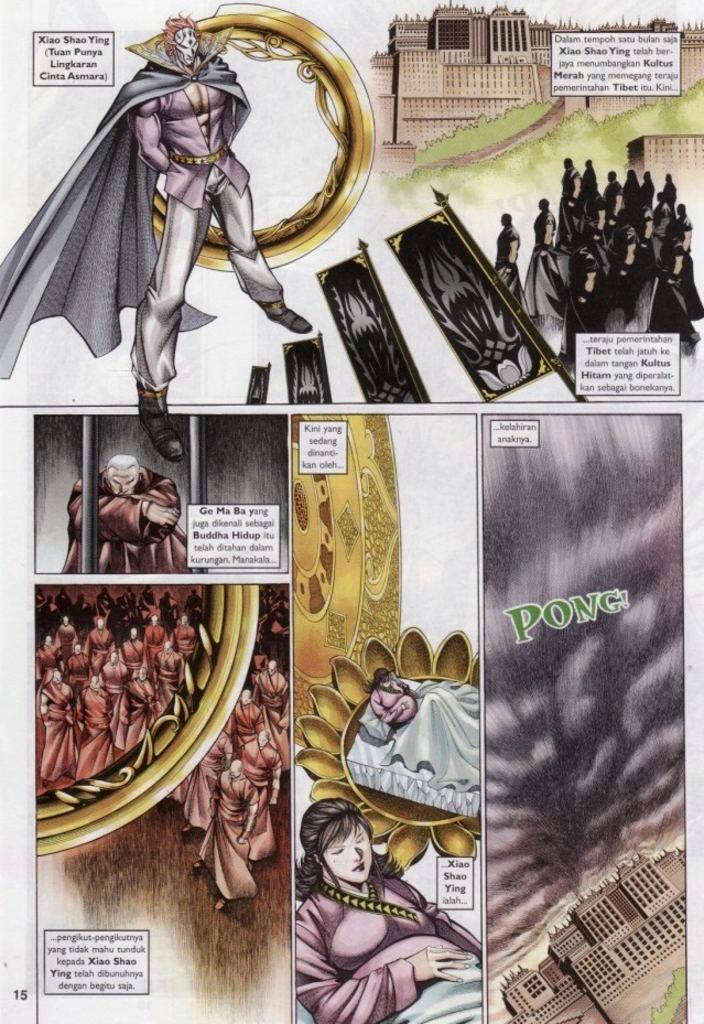 Xiao Shao Ying
(Tuan Punya
Lingkaran
Cinta Asmara)
Dalam tempoh satu bulan saja
Xiao Shao Ying telah ber-
jaya menumbangkan Kultus
Merah yang memegang teraju
pemerintahan Tibet itu. Kini...
...teraju pemerintahan
Tibet telah jatuh ke
dalam tangan Kultus
Hitam yang diperalat-
kan sebagai bonekanya.
Ge Ma Ba yang
juga dikenali sebagai
Buddha Hidup itu
telah ditahan dalam
kurungan. Manakala...
...pengikut-pengikutnya
yang tidak mahu tunduk
kepada Xiao Shao
Ying telah dibunuhnya
dengan begitu saja.
Kini yang
sedang
dinanti-
kan oleh...
...Xiao
Shao
Ying
ialah...
...kelahiran
anaknya.
PONG!
15